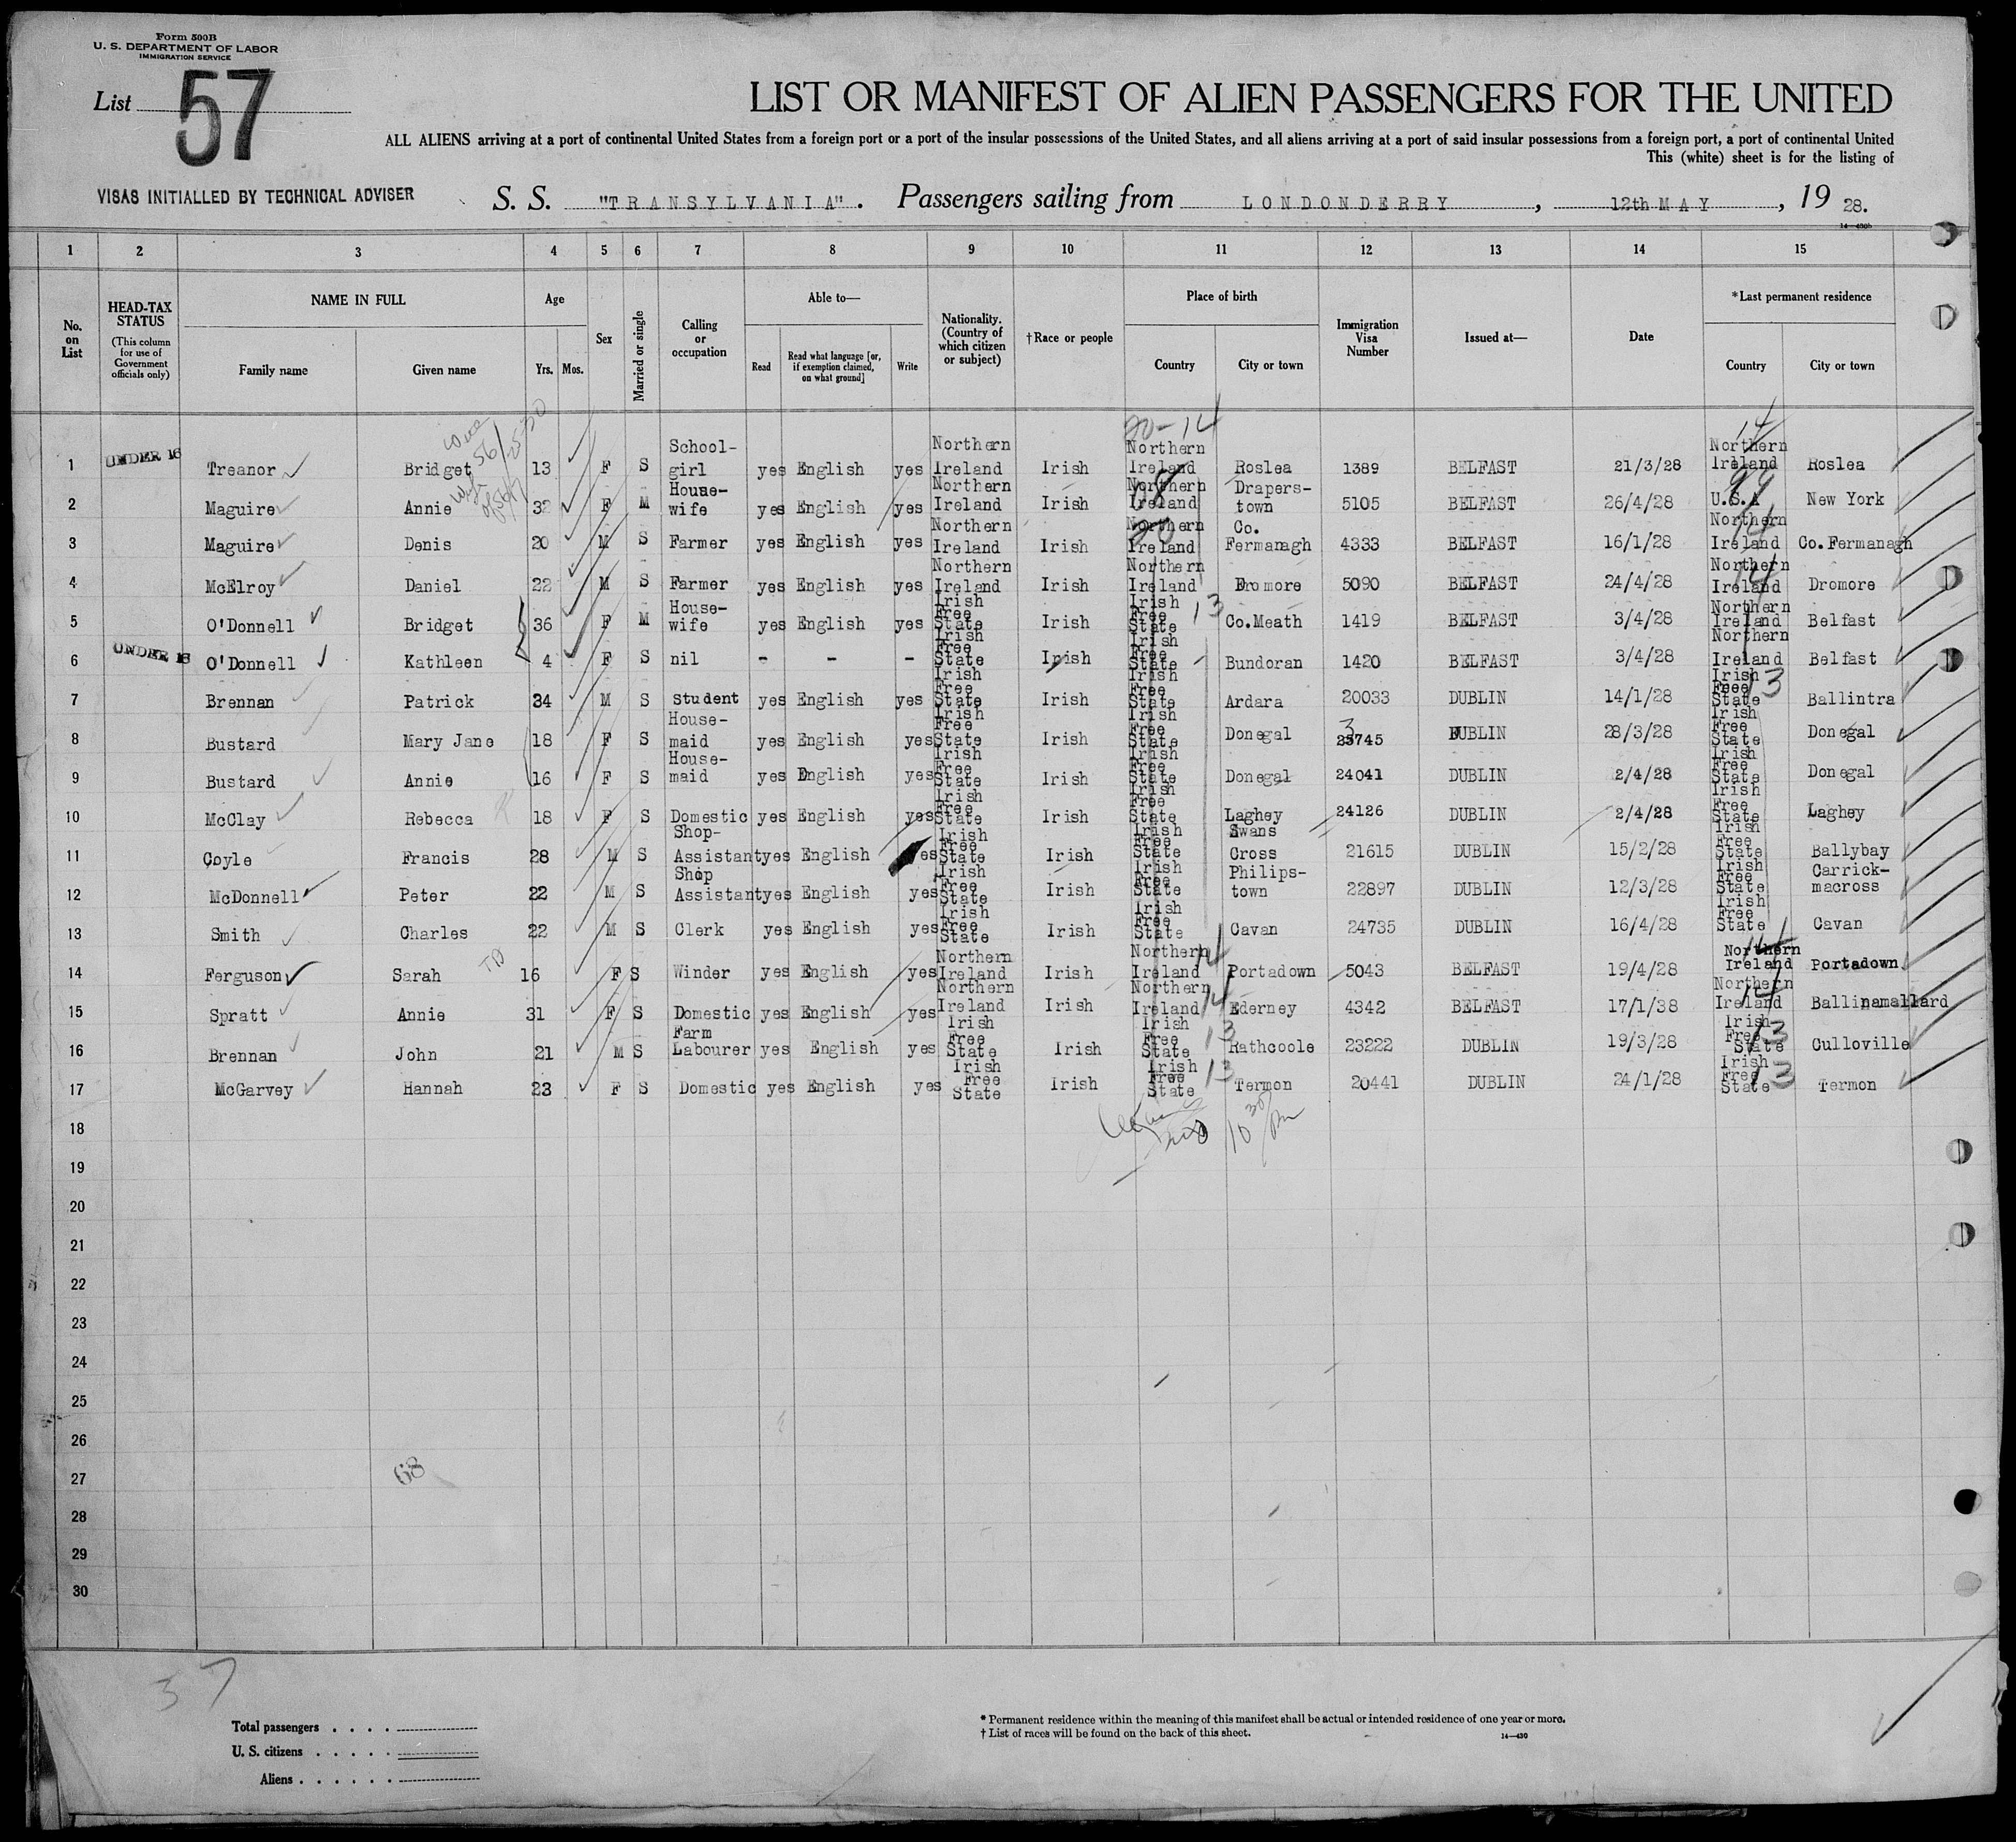 Form 500B
U. S. DEPARTMENT OF LABOR
IMMIGRATION SERVICE
List 57
LIST OR MANIFEST OF ALIEN PASSENGERS FOR THE UNITED
ALL ALIENS arriving at a port of continental United States from a foreign port or a port of the insular possessions of the United States, and all aliens arriving at a port of said insular possessions from a foreign port, a port of continental United
This (white) sheet is for the listing of
VISAS INITIALLED BY TECHNICAL ADVISER
S. S. "TRANSYLVANIA". Passengers sailing from LONDONDERRY, 12th MAY, 19 28.
14—430b
1 2 3 4 5 6 7 8 9 10 11 12 13 14 15
No. on List
HEAD-TAX STATUS
(This column for use of Government officials only)
NAME IN FULL
Family name
Given name
Age
Yrs. Mos.
Sex
Married or single
Calling or occupation
Able to—
Read
Read what language [or, if exemption claimed, on what ground]
Write
Nationality. (Country of which citizen or subject)
†Race or people
Place of birth
Country
City or town
Immigration Visa Number
Issued at—
Date
*Last permanent residence
Country
City or town
20-14 14
1 UNDER 16 Treanor Bridget 13 F S School-girl yes English yes Northern Ireland Irish Northern Ireland Roslea 1389 BELFAST 21/3/28 Northern Ireland Roslea
2 Maguire Annie 32 F M House-wife yes English yes Northern Ireland Irish Northern Ireland Draperstown 5105 BELFAST 26/4/28 U.S.A New York
3 Maguire Denis 20 M S Farmer yes English yes Northern Ireland Irish Northern Ireland Co. Fermanagh 4333 BELFAST 16/1/28 Northern Ireland Co.Fermanagh
4 McElroy Daniel 22 M S Farmer yes English yes Northern Ireland Irish Northern Ireland Dromore 5090 BELFAST 24/4/28 Northern Ireland Dromore
5 O'Donnell Bridget 36 F M House-wife yes English yes Irish Free State Irish Irish Free State 13 Co.Meath 1419 BELFAST 3/4/28 Northern Ireland Belfast
6 UNDER 16 O'Donnell Kathleen 4 F S nil - - - Irish Free State Irish Irish Free State Bundoran 1420 BELFAST 3/4/28 Northern Ireland Belfast
7 Brennan Patrick 34 M S Student yes English yes Irish Free State Irish Irish Free State Ardara 20033 DUBLIN 14/1/28 Irish Free State 13 Ballintra
8 Bustard Mary Jane 18 F S House-maid yes English yes Irish Free State Irish Irish Free State Donegal 23745 DUBLIN 28/3/28 Irish Free State Donegal
9 Bustard Annie 16 F S House-maid yes English yes Irish Free State Irish Irish Free State Donegal 24041 DUBLIN 2/4/28 Irish Free State Donegal
10 McClay Rebecca 18 F S Domestic yes English yes Irish Free State Irish Irish Free State Laghey 24126 DUBLIN 2/4/28 Irish Free State Laghey
11 Coyle Francis 28 M S Shop-Assistant yes English yes Irish Free State Irish Irish Free State Swans Cross 21615 DUBLIN 15/2/28 Irish Free State Ballybay
12 McDonnell Peter 22 M S Shop Assistant yes English yes Irish Free State Irish Irish Free State Philips-town 22897 DUBLIN 12/3/28 Irish Free State Carrick-macross
13 Smith Charles 22 M S Clerk yes English yes Irish Free State Irish Irish Free State Cavan 24735 DUBLIN 16/4/28 Irish Free State Cavan
14 Ferguson Sarah 16 F S Winder yes English yes Northern Ireland Irish Northern Ireland 14 Portadown 5043 BELFAST 19/4/28 Northern Ireland 14 Portadown
15 Spratt Annie 31 F S Domestic yes English yes Northern Ireland Irish Northern Ireland 14 Ederney 4342 BELFAST 17/1/38 Northern Ireland 14 Ballinamallard
16 Brennan John 21 M S Farm Labourer yes English yes Irish Free State Irish Irish Free State 13 Rathcoole 23222 DUBLIN 19/3/28 Irish Free State 13 Culloville
17 McGarvey Hannah 23 F S Domestic yes English yes Irish Free State Irish Irish Free State 13 Termon 20441 DUBLIN 24/1/28 Irish Free State 13 Termon
18
10 30 pm
19
20
21
22
23
24
25
26
27
68
28
29
30
37
Total passengers
U. S. citizens
Aliens
* Permanent residence within the meaning of this manifest shall be actual or intended residence of one year or more.
† List of races will be found on the back of this sheet.
14—430